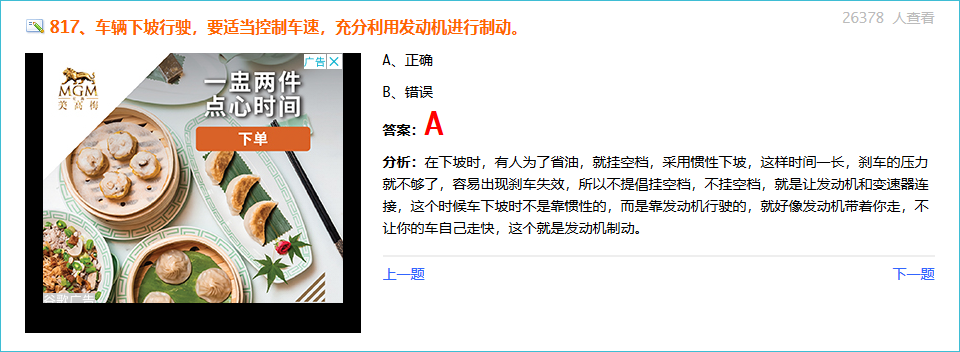 817、车辆下坡行驶，要适当控制车速，充分利用发动机进行制动。
26378 人查看
广告
MGM
美高梅
一盅两件
点心时间
下单
谷歌广告
A、正确
B、错误
答案：A
分析：在下坡时，有人为了省油，就挂空档，采用惯性下坡，这样时间一长，刹车的压力
就不够了，容易出现刹车失效，所以不提倡挂空档，不挂空档，就是让发动机和变速器连
接，这个时候车下坡时不是靠惯性的，而是靠发动机行驶的，就好像发动机带着你走，不
让你的车自己走快，这个就是发动机制动。
上一题
下一题